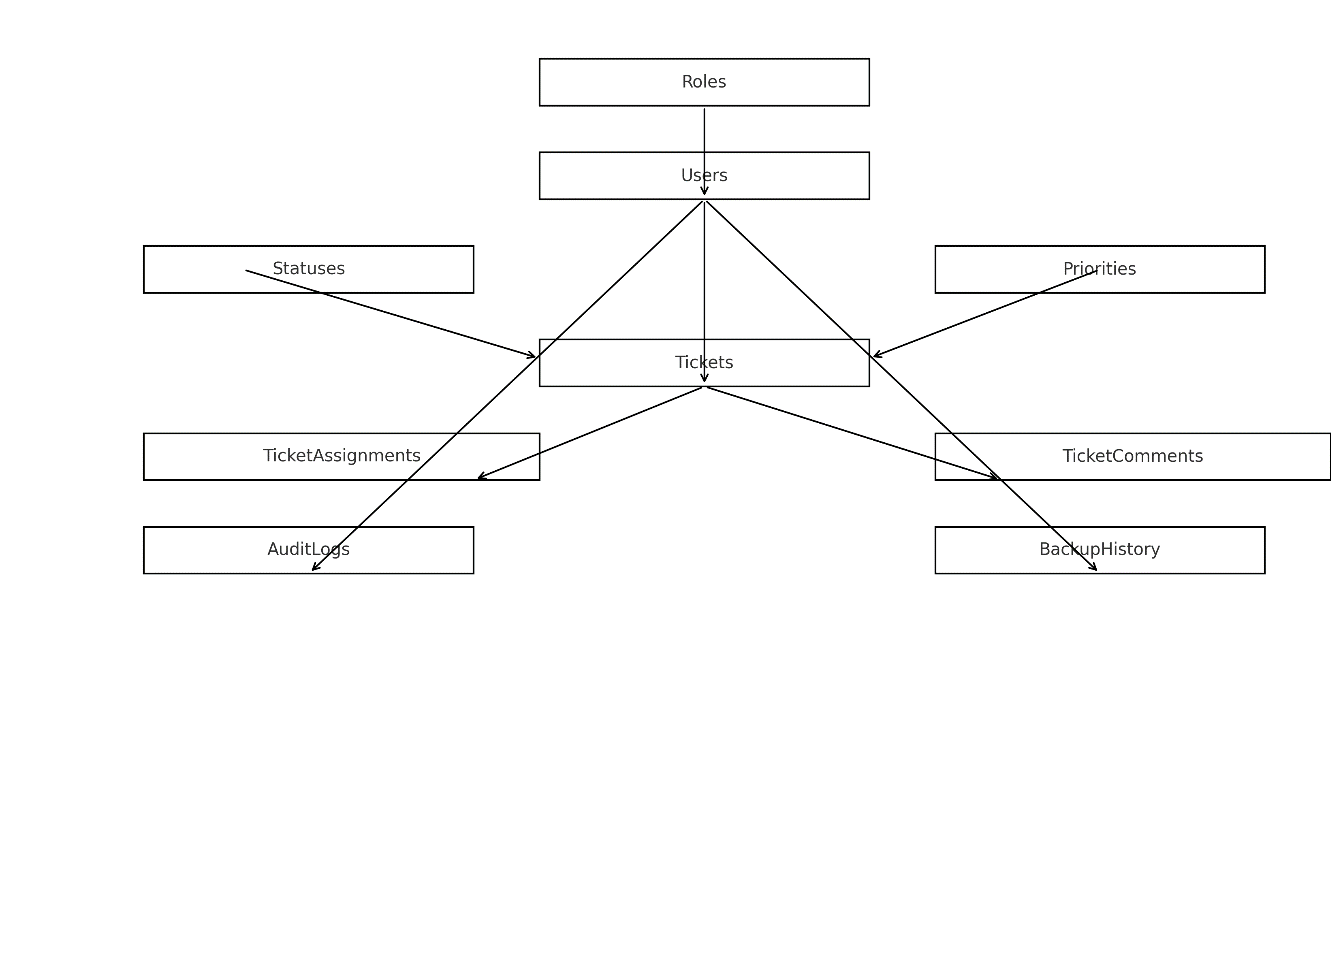 Roles
Users
Statuses
Priorities
Tickets
TicketAssignments
TicketComments
AuditLogs
BackupHistory